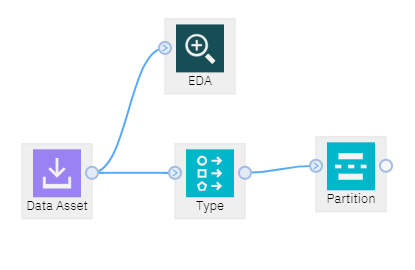 EDA
Data Asset
Type
Partition